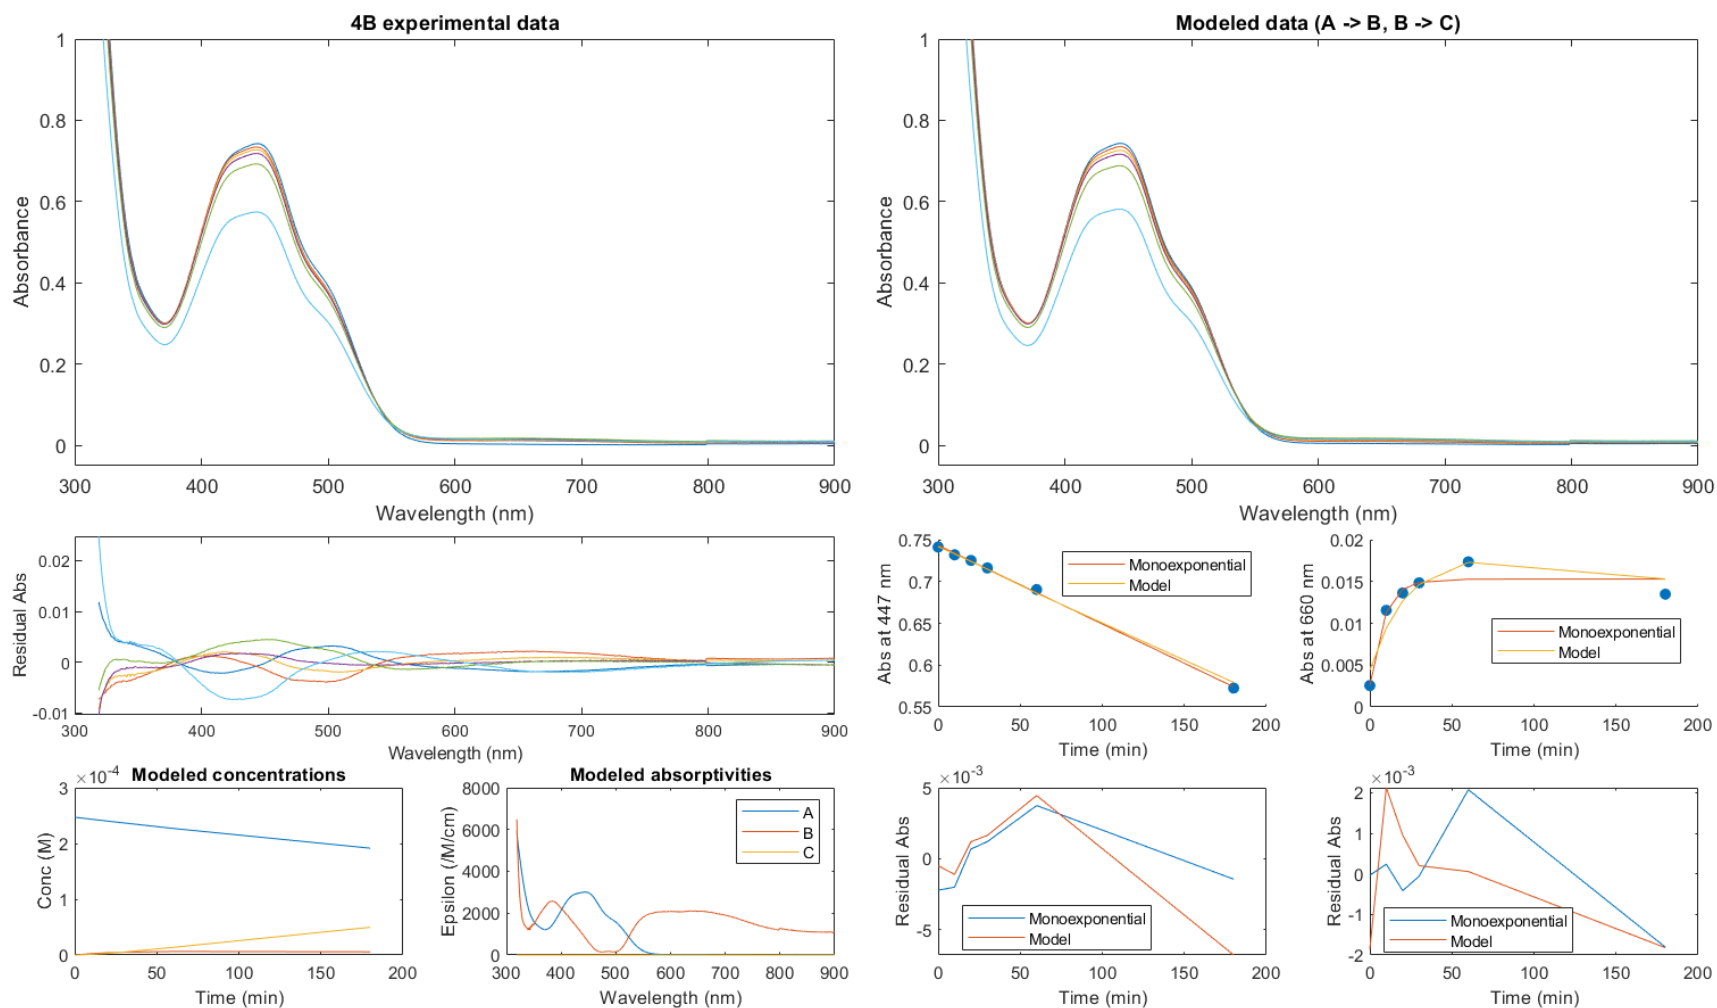 4B experimental data
1
0.8
0.6
0.4
0.2
0
Absorbance
300 400 500 600 700 800 900
Wavelength (nm)
Modeled data (A -> B, B -> C)
1
0.8
0.6
0.4
0.2
0
Absorbance
300 400 500 600 700 800 900
Wavelength (nm)
0.02
0.01
0
-0.01
Residual Abs
300 400 500 600 700 800 900
Wavelength (nm)
0.75
0.7
0.65
0.6
0.55
Abs at 447 nm
Monoexponential
Model
0 50 100 150 200
Time (min)
0.02
0.015
0.01
0.005
0
Abs at 660 nm
Monoexponential
Model
0 50 100 150 200
Time (min)
×10-4
Modeled concentrations
3
2
1
0
Conc (M)
0 50 100 150 200
Time (min)
Modeled absorptivities
8000
6000
4000
2000
0
Epsilon (/M/cm)
A
B
C
300 400 500 600 700 800 900
Wavelength (nm)
×10-3
5
0
-5
Residual Abs
Monoexponential
Model
0 50 100 150 200
Time (min)
×10-3
2
1
0
-1
-2
Residual Abs
Monoexponential
Model
0 50 100 150 200
Time (min)